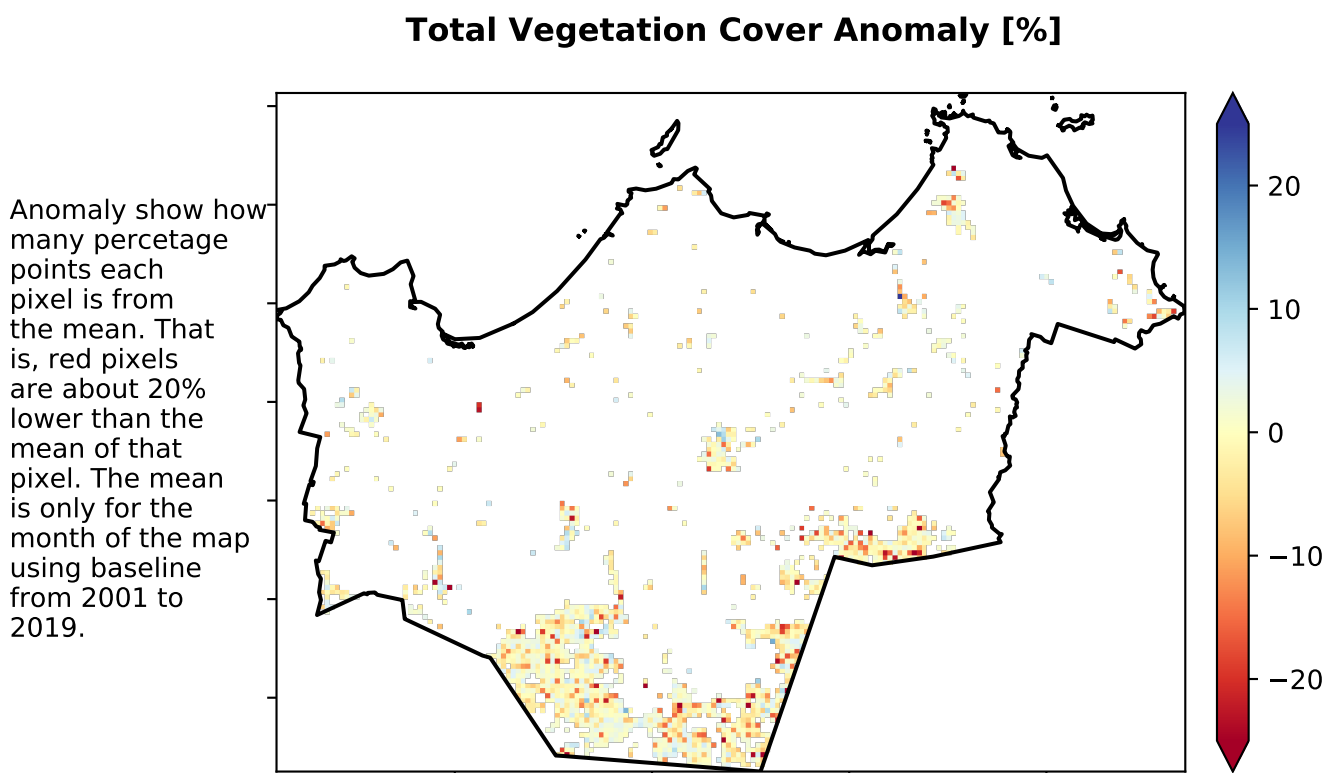 Total Vegetation Cover Anomaly [%]
Anomaly show how
many percetage
points each
pixel is from
the mean. That
is, red pixels
are about 20%
lower than the
mean of that
pixel. The mean
is only for the
month of the map
using baseline
from 2001 to
2019.
20
10
0
−10
−20